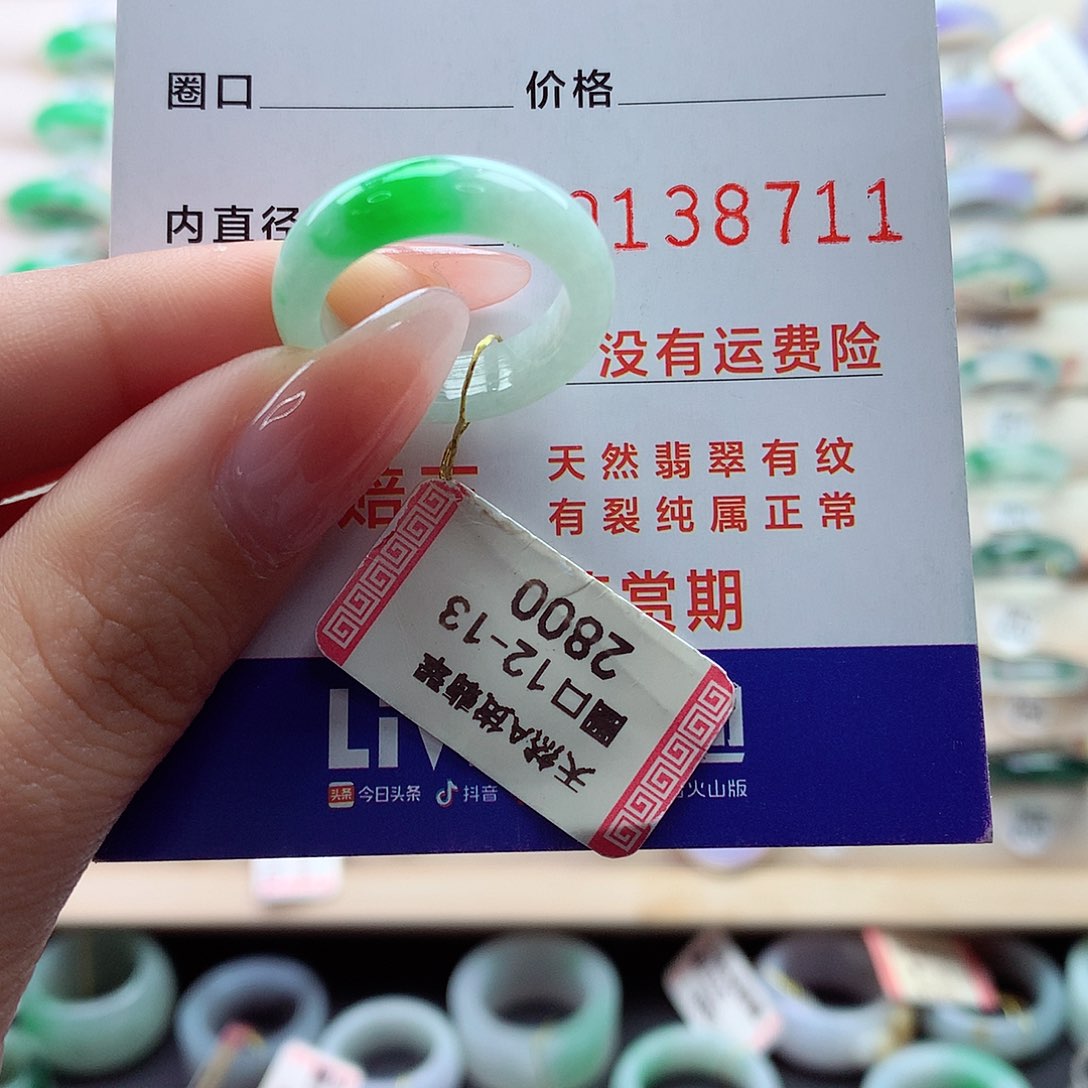 圈口 价格
内直径 0138711
没有运费险
天然翡翠有纹
有裂纯属正常
赏期
天然A货翡翠
圈口12-13
2800
头条 今日头条 抖音 火山版